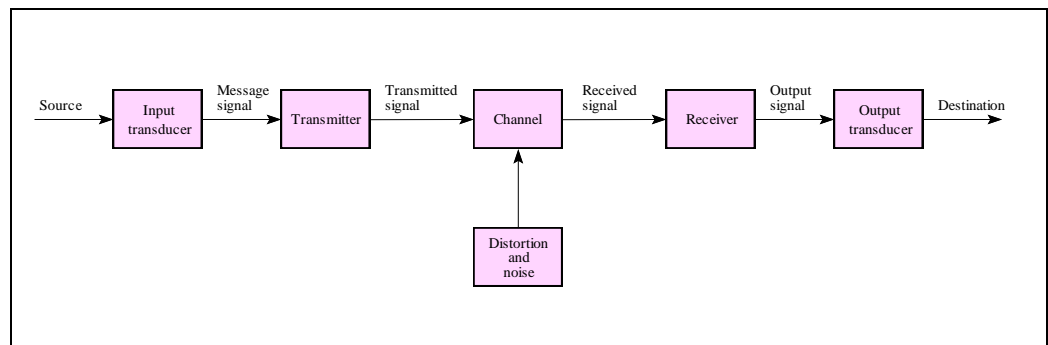 Source
Input
transducer
Message
signal
Transmitter
Transmitted
signal
Channel
Received
signal
Receiver
Output
signal
Output
transducer
Destination
Distortion
and
noise